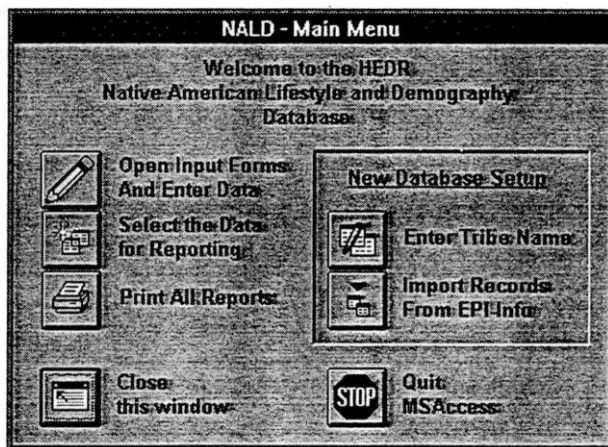 NALD - Main Menu
Welcome to the HEDR
Native American Lifestyle and Demography
Database
Open Input Forms
And Enter Data
Select the Data
for Reporting
Print All Reports
Close
this window
New Database Setup
Enter Tribe Name
Import Records
From EPI-Info
STOP
Quit
MSAccess